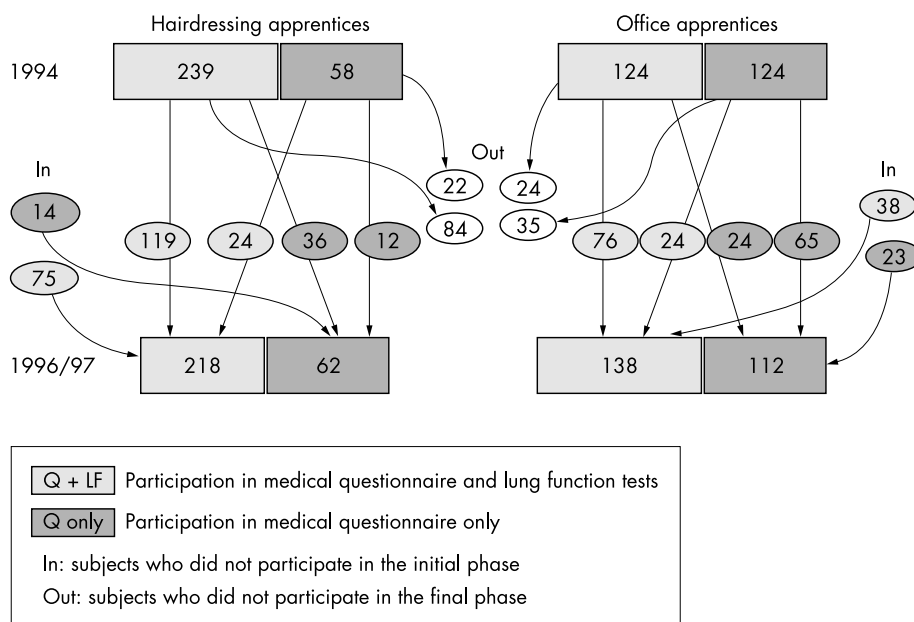 Hairdressing apprentices Office apprentices
1994 239 58 124 124
Out
In 22 24 In
14 84 35 38
119 24 36 12 76 24 24 65
75 23
1996/97 218 62 138 112
Q + LF Participation in medical questionnaire and lung function tests
Q only Participation in medical questionnaire only
In: subjects who did not participate in the initial phase
Out: subjects who did not participate in the final phase